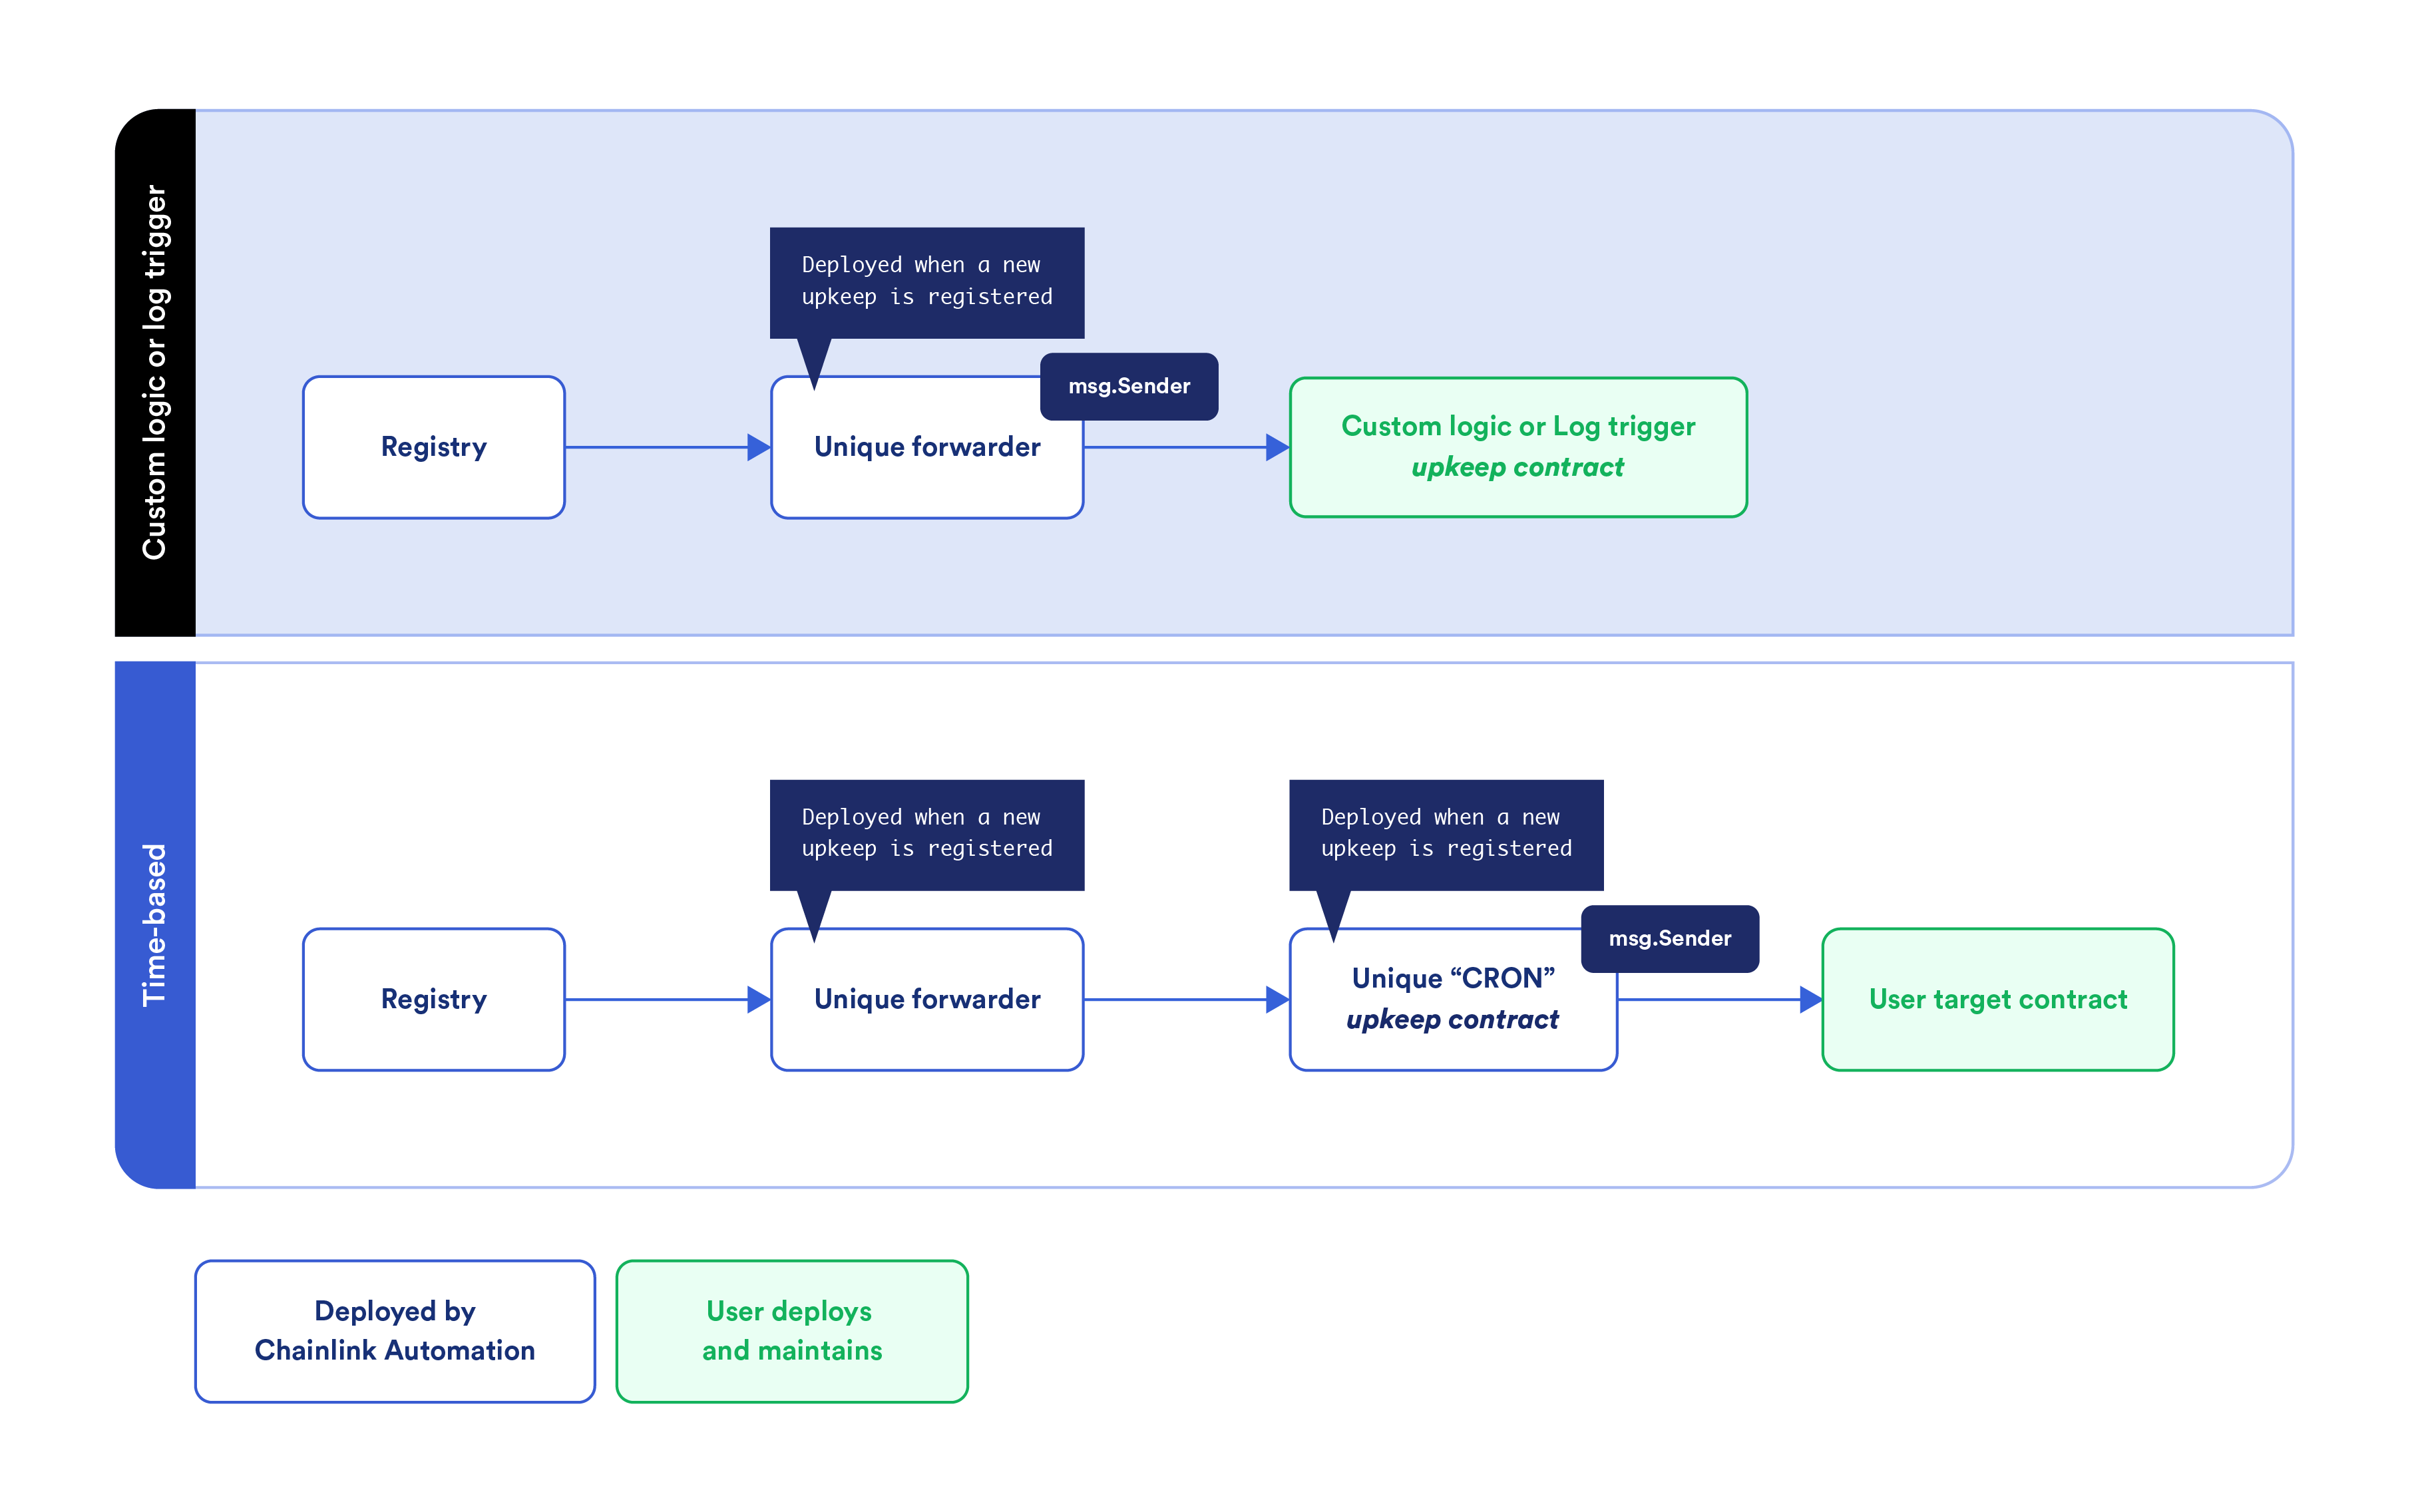 Custom logic or log trigger
Deployed when a new
upkeep is registered
msg.Sender
Registry
Unique forwarder
Custom logic or Log trigger
upkeep contract
Time-based
Deployed when a new
upkeep is registered
Deployed when a new
upkeep is registered
msg.Sender
Registry
Unique forwarder
Unique “CRON”
upkeep contract
User target contract
Deployed by
Chainlink Automation
User deploys
and maintains